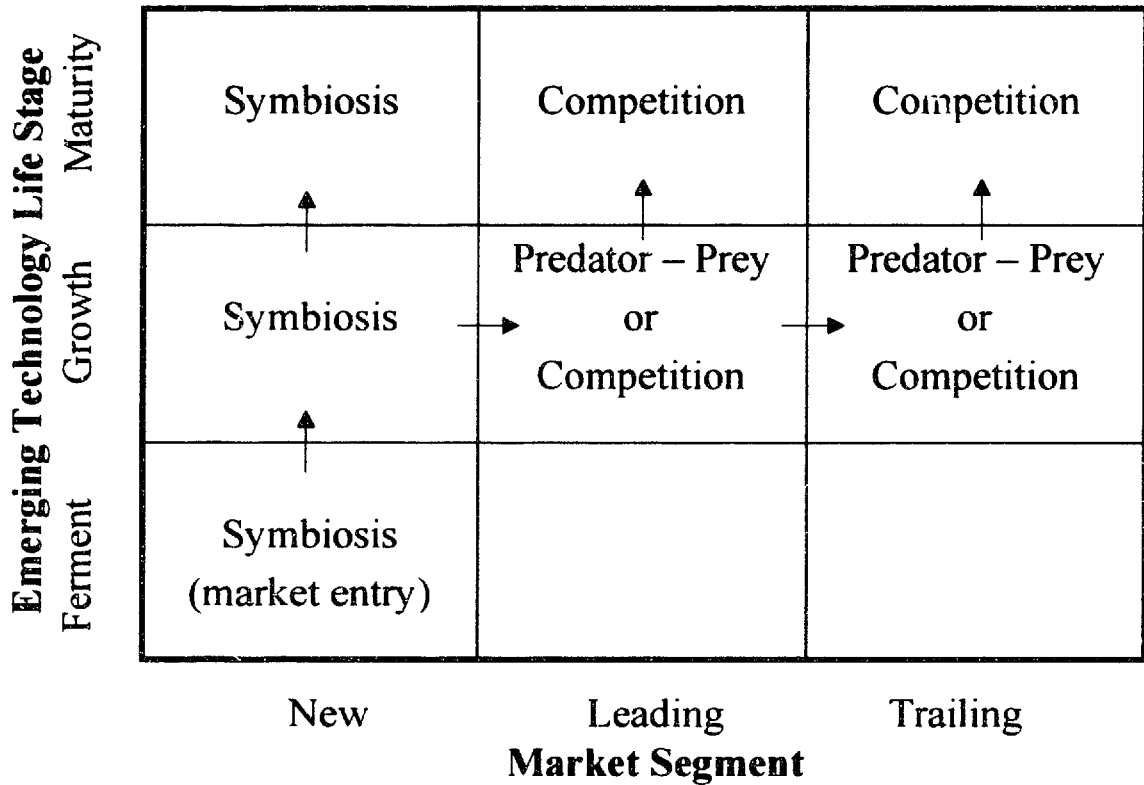 Emerging Technology Life Stage
Maturity
Growth
Ferment
Symbiosis
Competition
Competition
Symbiosis
Predator – Prey
or
Competition
Predator – Prey
or
Competition
Symbiosis
(market entry)
New
Leading
Trailing
Market Segment